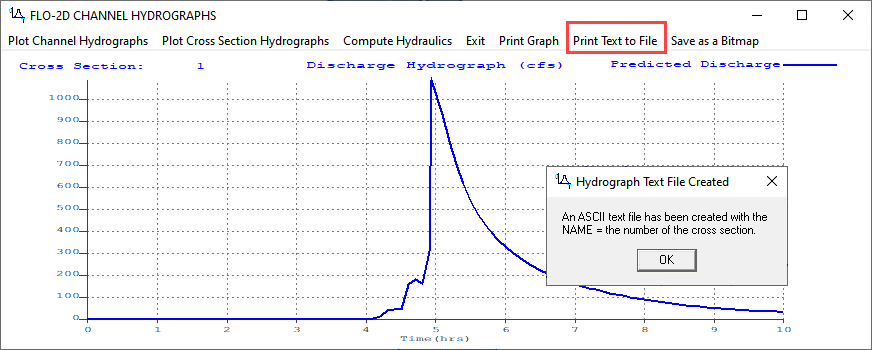 FLO-2D CHANNEL HYDROGRAPHS
Plot Channel Hydrographs Plot Cross Section Hydrographs Compute Hydraulics Exit Print Graph Print Text to File Save as a Bitmap
Cross Section: 1 Discharge Hydrograph (cfs) Predicted Discharge
1000
900
800
700
600
500
400
300
200
100
0
Hydrograph Text File Created
An ASCII text file has been created with the
NAME = the number of the cross section.
OK
0 1 2 3 4 5 6 7 8 9 10
Time(hrs)